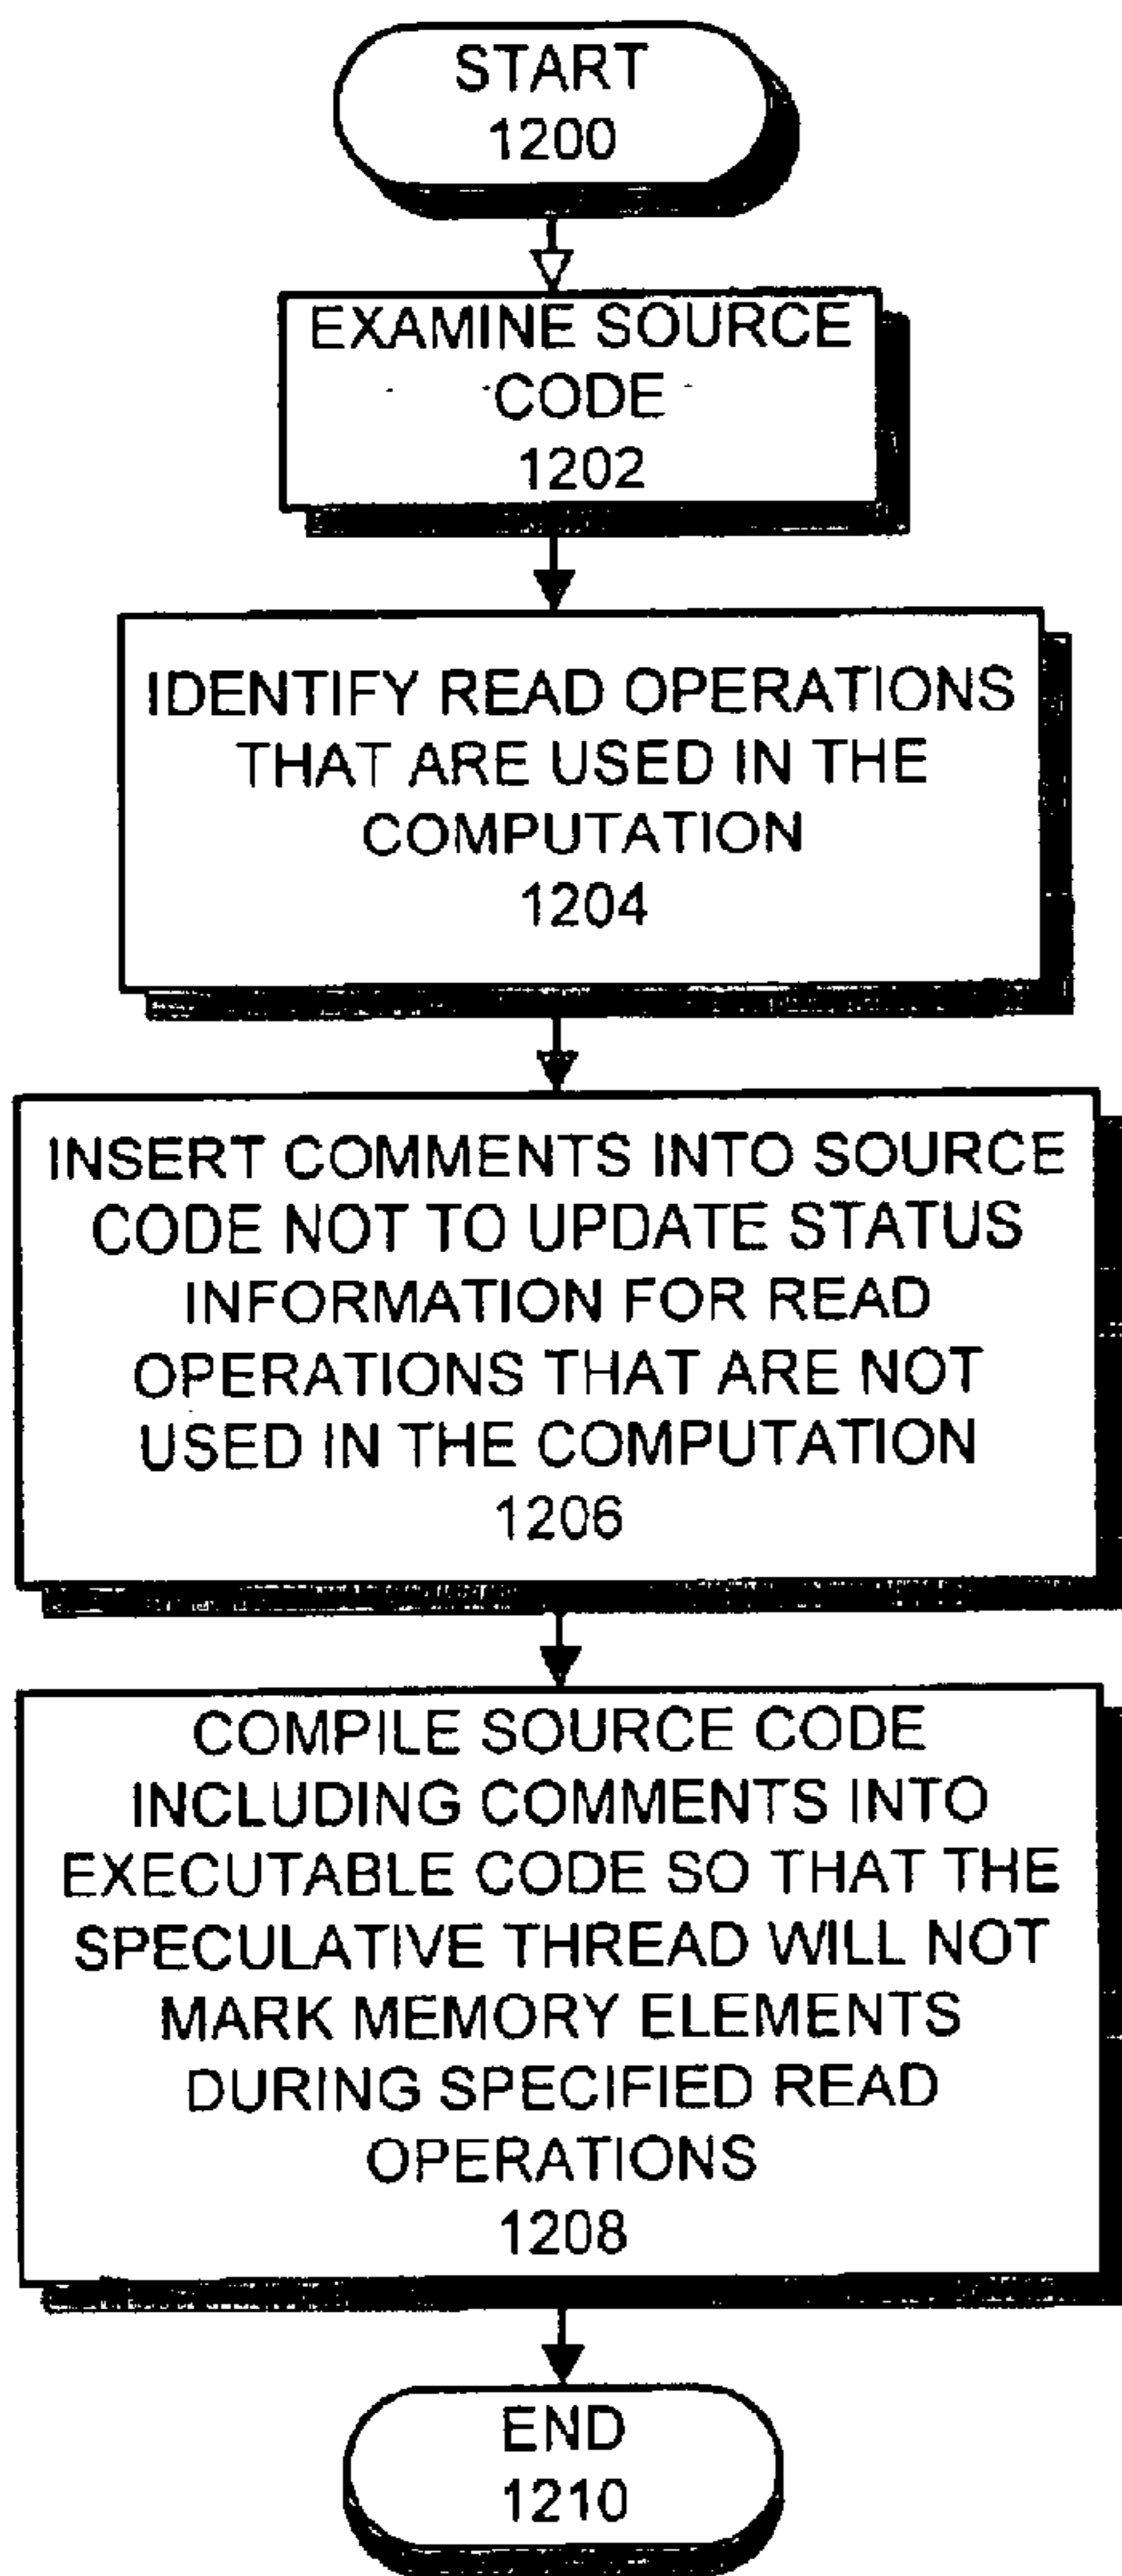 START
1200
EXAMINE SOURCE
CODE
1202
IDENTIFY READ OPERATIONS
THAT ARE USED IN THE
COMPUTATION
1204
INSERT COMMENTS INTO SOURCE
CODE NOT TO UPDATE STATUS
INFORMATION FOR READ
OPERATIONS THAT ARE NOT
USED IN THE COMPUTATION
1206
COMPILE SOURCE CODE
INCLUDING COMMENTS INTO
EXECUTABLE CODE SO THAT THE
SPECULATIVE THREAD WILL NOT
MARK MEMORY ELEMENTS
DURING SPECIFIED READ
OPERATIONS
1208
END
1210